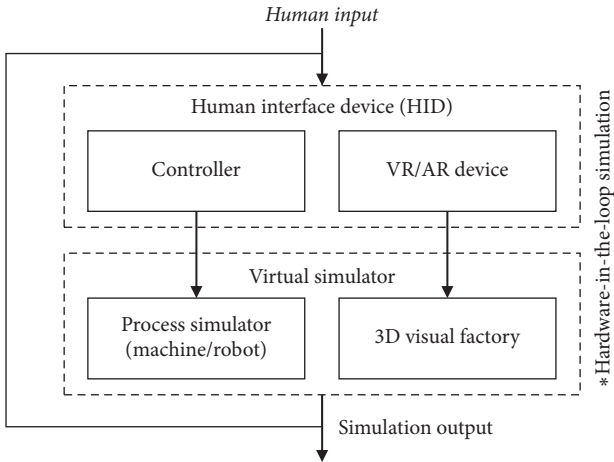 Human input
Human interface device (HID)
Controller
VR/AR device
Virtual simulator
Process simulator
(machine/robot)
3D visual factory
Simulation output
*Hardware-in-the-loop simulation